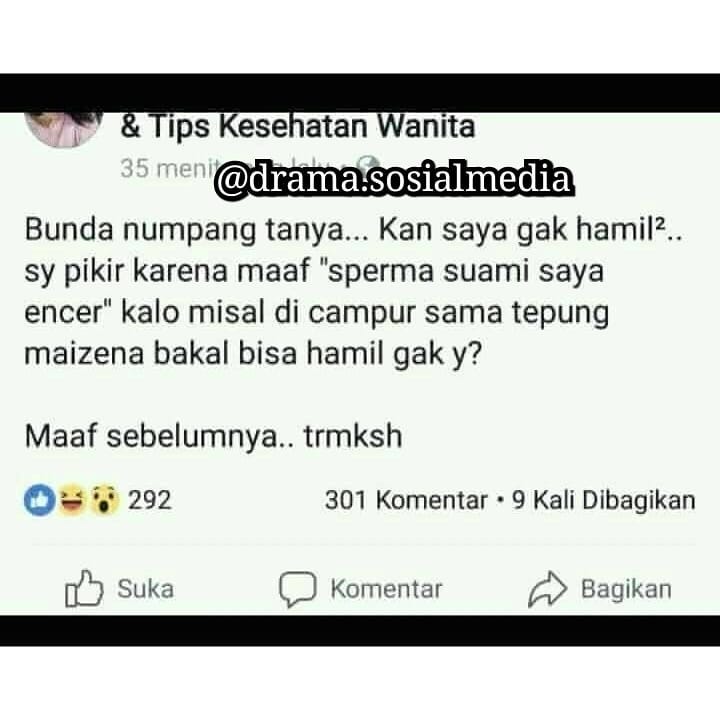 & Tips Kesehatan Wanita
35 menit
@drama.sosialmedia
Bunda numpang tanya... Kan saya gak hamil²..
sy pikir karena maaf "sperma suami saya
encer" kalo misal di campur sama tepung
maizena bakal bisa hamil gak y?
Maaf sebelumnya.. trmksh
292
301 Komentar • 9 Kali Dibagikan
Suka
Komentar
Bagikan